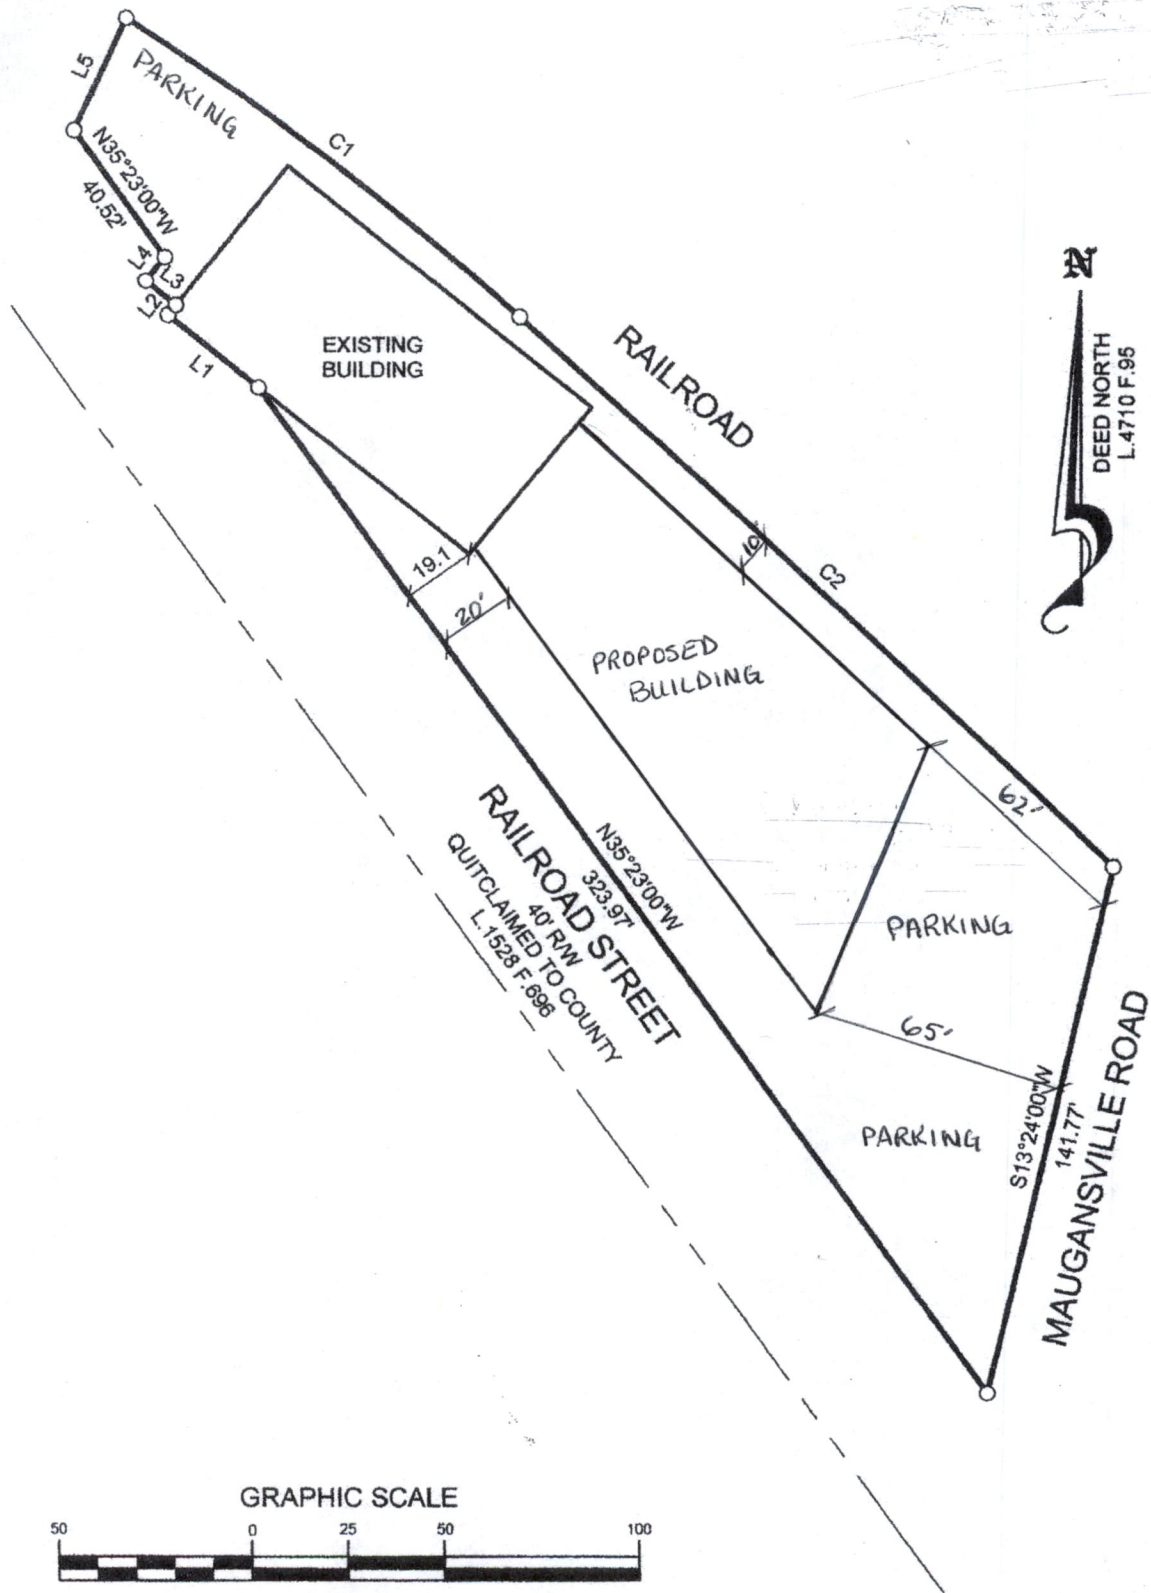 L5
PARKING
C1
N35°23'00"W
40.52'
L4
L3
L2
L1
EXISTING
BUILDING
RAILROAD
N
DEED NORTH
L.4710 F.95
10'
C2
19.1
20'
PROPOSED
BUILDING
62'
N35°23'00"W
323.97'
RAILROAD STREET
40' R/W
QUITCLAIMED TO COUNTY
L.1528 F.696
PARKING
65'
PARKING
S13°24'00"W
141.77'
MAUGANSVILLE ROAD
GRAPHIC SCALE
50 0 25 50 100